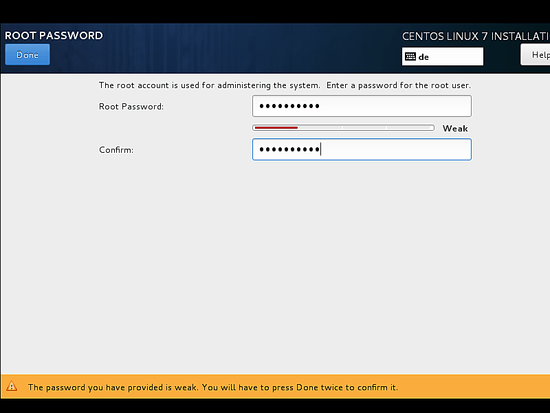 ROOT PASSWORD
CENTOS LINUX 7 INSTALLATI
Done
de
Help
The root account is used for administering the system. Enter a password for the root user.
Root Password: ••••••••••
Weak
Confirm: ••••••••••
The password you have provided is weak. You will have to press Done twice to confirm it.